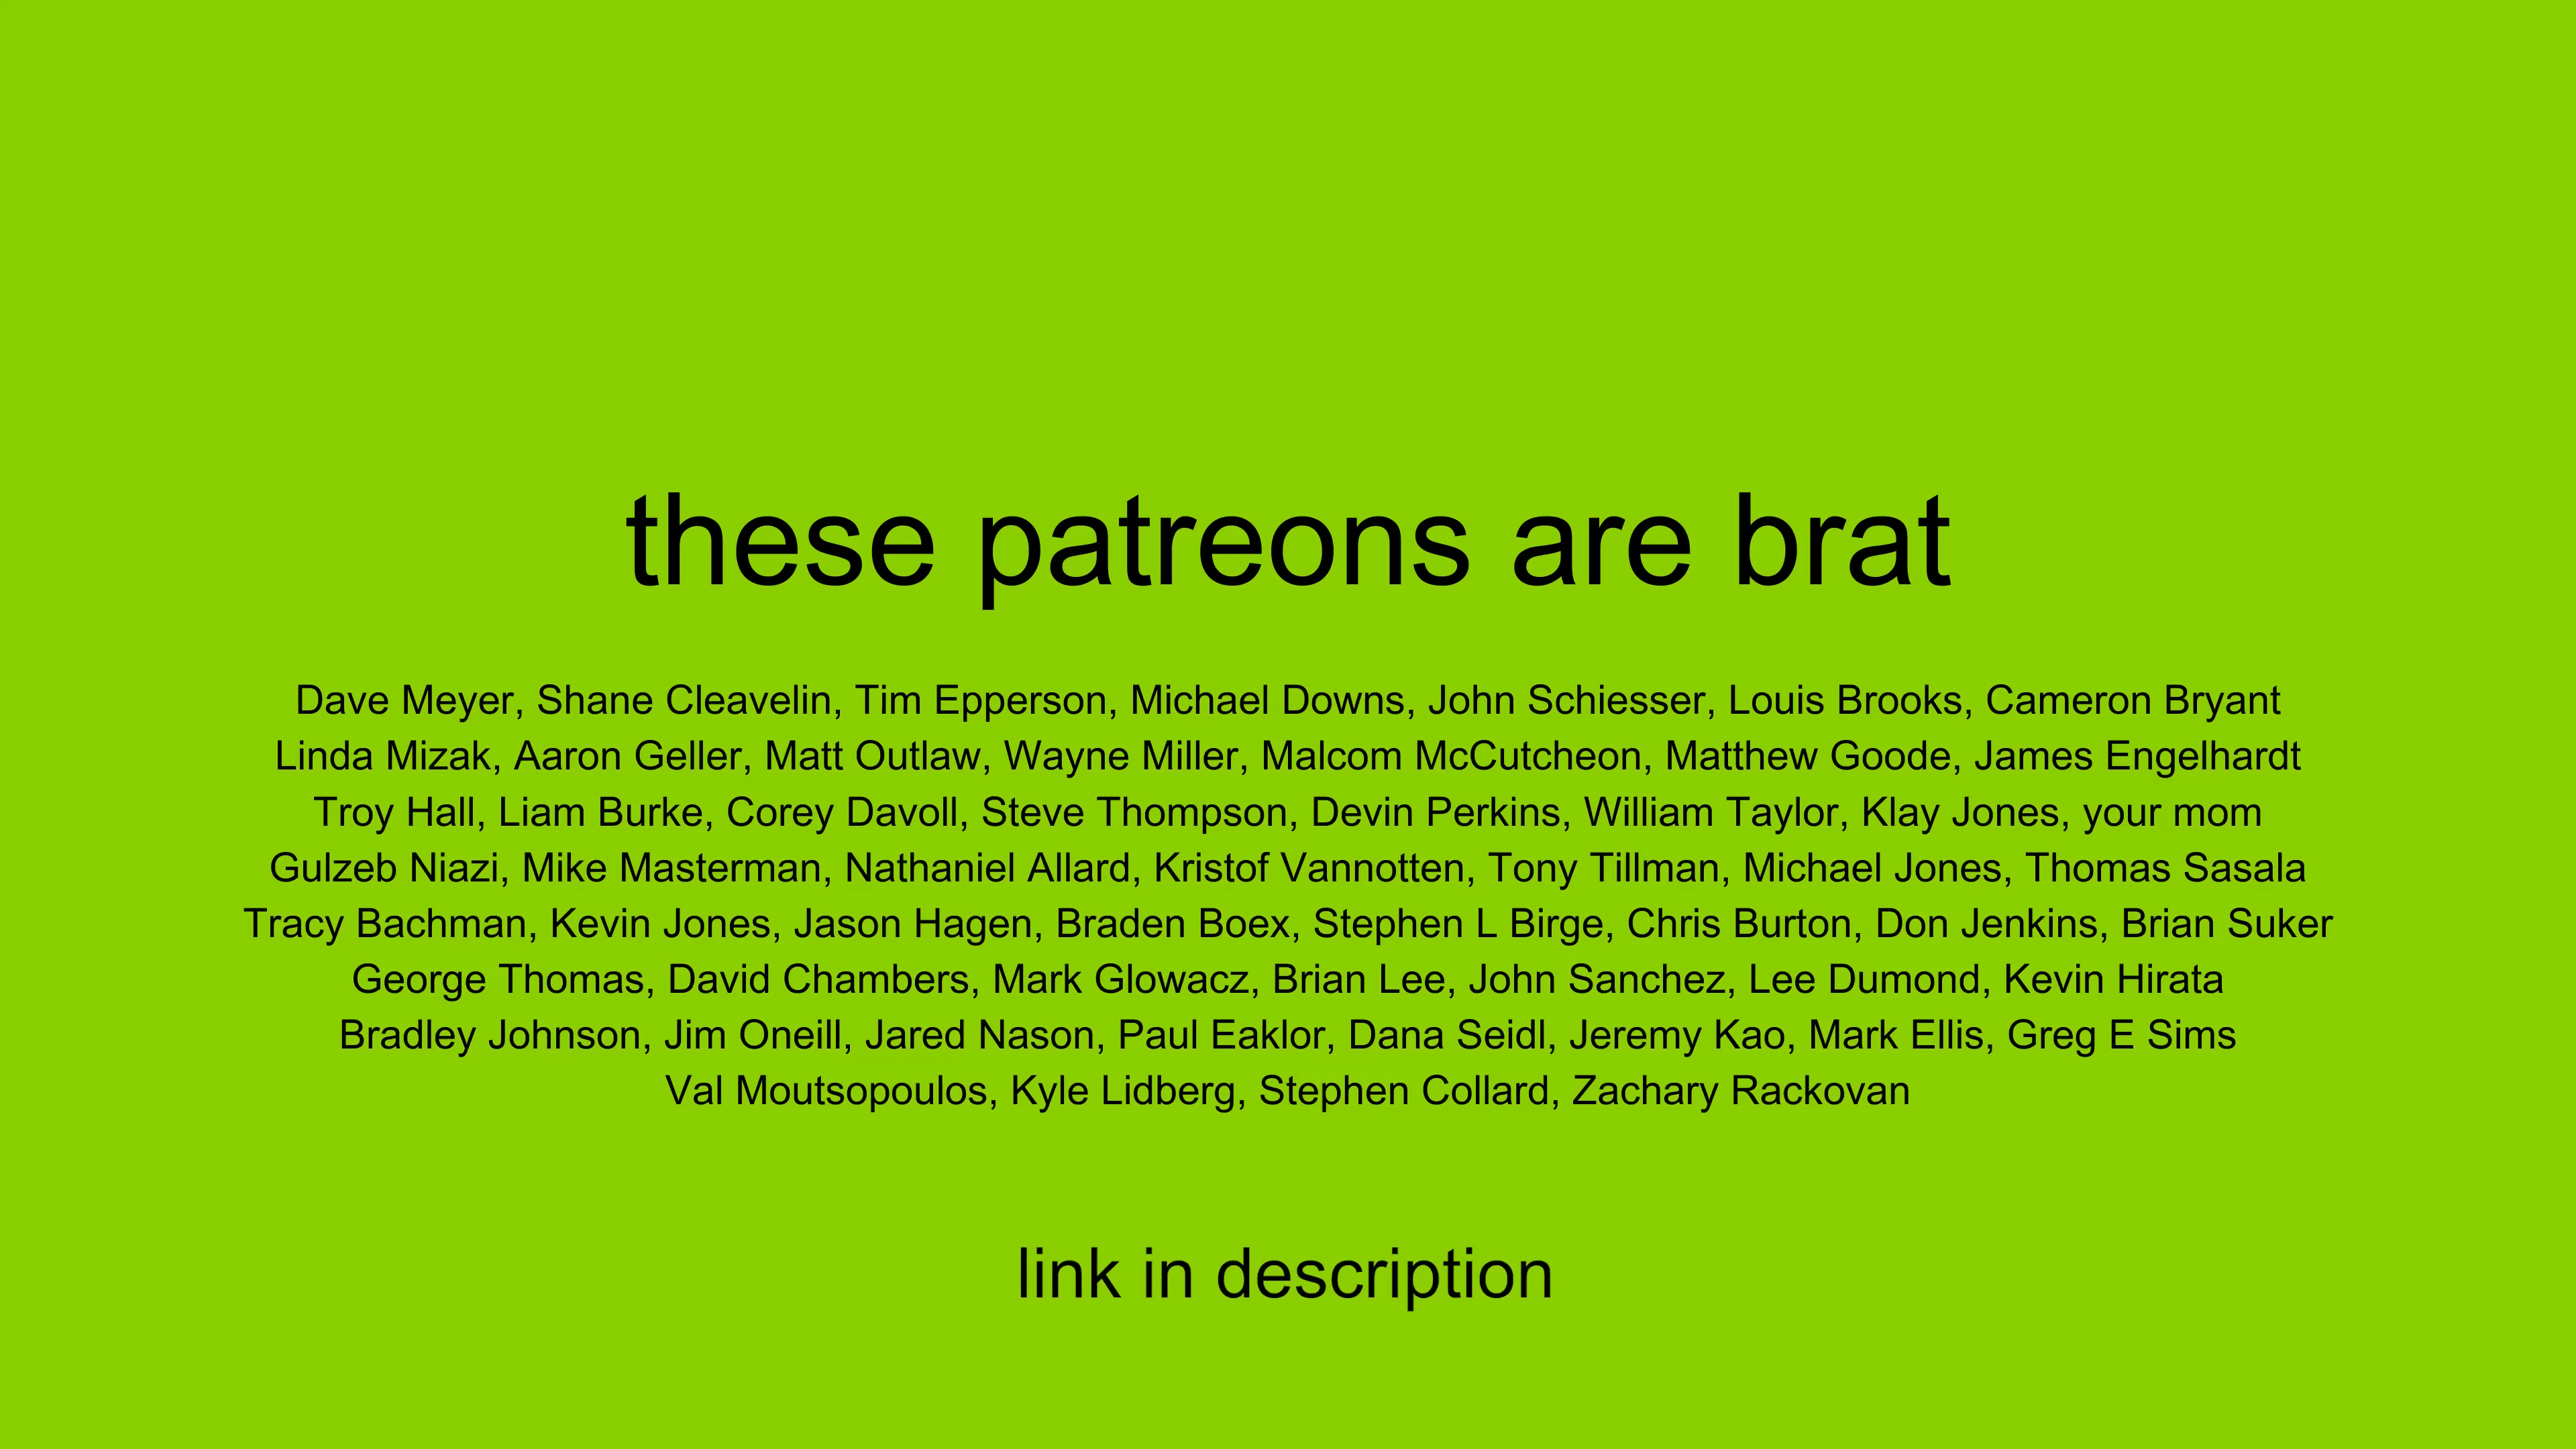 these patreons are brat
Dave Meyer, Shane Cleavelin, Tim Epperson, Michael Downs, John Schiesser, Louis Brooks, Cameron Bryant
Linda Mizak, Aaron Geller, Matt Outlaw, Wayne Miller, Malcom McCutcheon, Matthew Goode, James Engelhardt
Troy Hall, Liam Burke, Corey Davoll, Steve Thompson, Devin Perkins, William Taylor, Klay Jones, your mom
Gulzeb Niazi, Mike Masterman, Nathaniel Allard, Kristof Vannotten, Tony Tillman, Michael Jones, Thomas Sasala
Tracy Bachman, Kevin Jones, Jason Hagen, Braden Boex, Stephen L Birge, Chris Burton, Don Jenkins, Brian Suker
George Thomas, David Chambers, Mark Glowacz, Brian Lee, John Sanchez, Lee Dumond, Kevin Hirata
Bradley Johnson, Jim Oneill, Jared Nason, Paul Eaklor, Dana Seidl, Jeremy Kao, Mark Ellis, Greg E Sims
Val Moutsopoulos, Kyle Lidberg, Stephen Collard, Zachary Rackovan
link in description